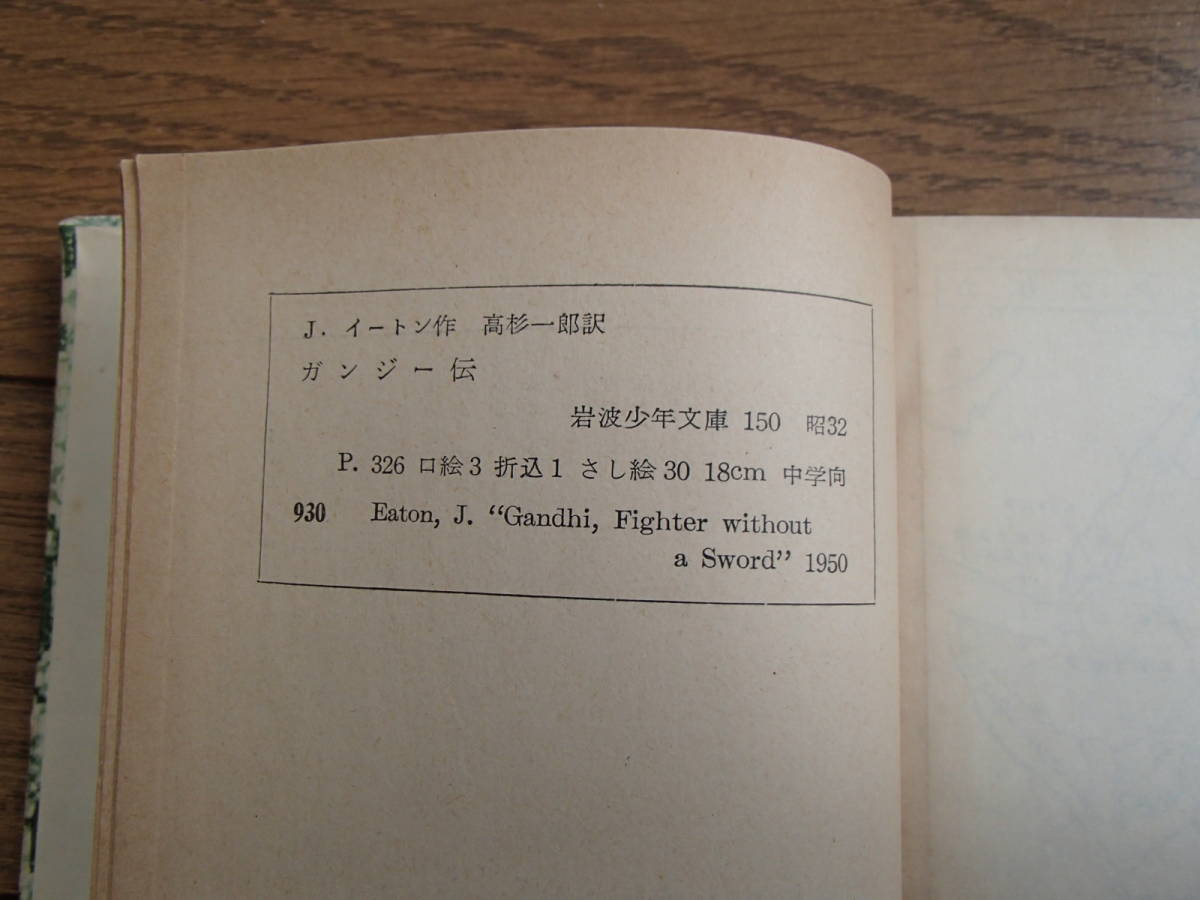 J. イートン作 高杉一郎訳
ガンジー伝
岩波少年文庫 150 昭32
P. 326 口絵3 折込1 さし絵30 18cm 中学向
930 Eaton, J. “Gandhi, Fighter without
a Sword” 1950